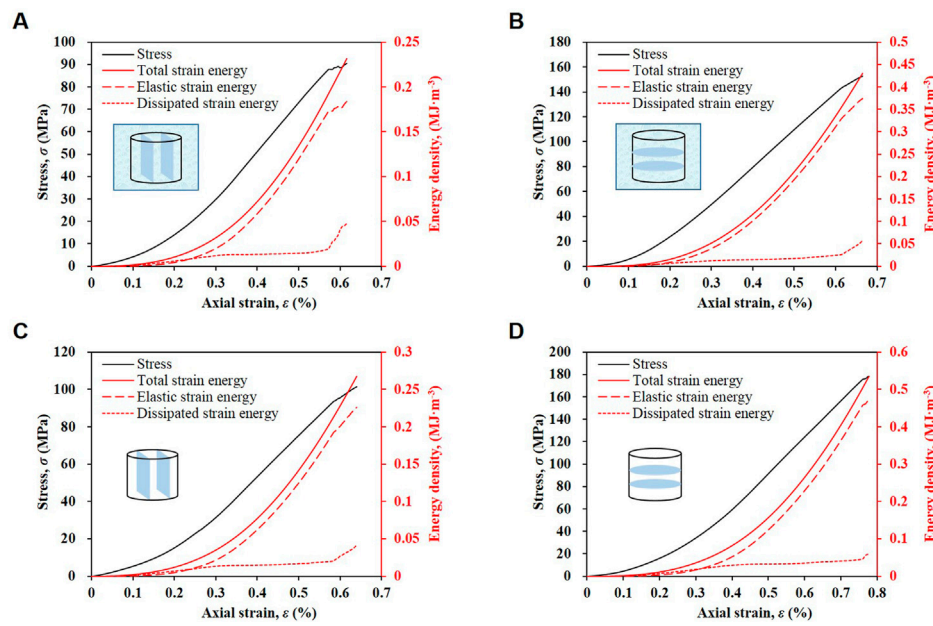 A
Stress, σ (MPa)
100
90
80
70
60
50
40
30
20
10
0
Stress
Total strain energy
Elastic strain energy
Dissipated strain energy
0.25
0.2
0.15
0.1
0.05
0
Energy density, (MJ·m⁻³)
0 0.1 0.2 0.3 0.4 0.5 0.6 0.7
Axial strain, ε (%)
B
Stress, σ (MPa)
180
160
140
120
100
80
60
40
20
0
Stress
Total strain energy
Elastic strain energy
Dissipated strain energy
0.5
0.45
0.4
0.35
0.3
0.25
0.2
0.15
0.1
0.05
0
Energy density, (MJ·m⁻³)
0 0.1 0.2 0.3 0.4 0.5 0.6 0.7
Axial strain, ε (%)
C
Stress, σ (MPa)
120
100
80
60
40
20
0
Stress
Total strain energy
Elastic strain energy
Dissipated strain energy
0.3
0.25
0.2
0.15
0.1
0.05
0
Energy density, (MJ·m⁻³)
0 0.1 0.2 0.3 0.4 0.5 0.6 0.7
Axial strain, ε (%)
D
Stress, σ (MPa)
200
180
160
140
120
100
80
60
40
20
0
Stress
Total strain energy
Elastic strain energy
Dissipated strain energy
0.6
0.5
0.4
0.3
0.2
0.1
0
Energy density, (MJ·m⁻³)
0 0.1 0.2 0.3 0.4 0.5 0.6 0.7 0.8
Axial strain, ε (%)